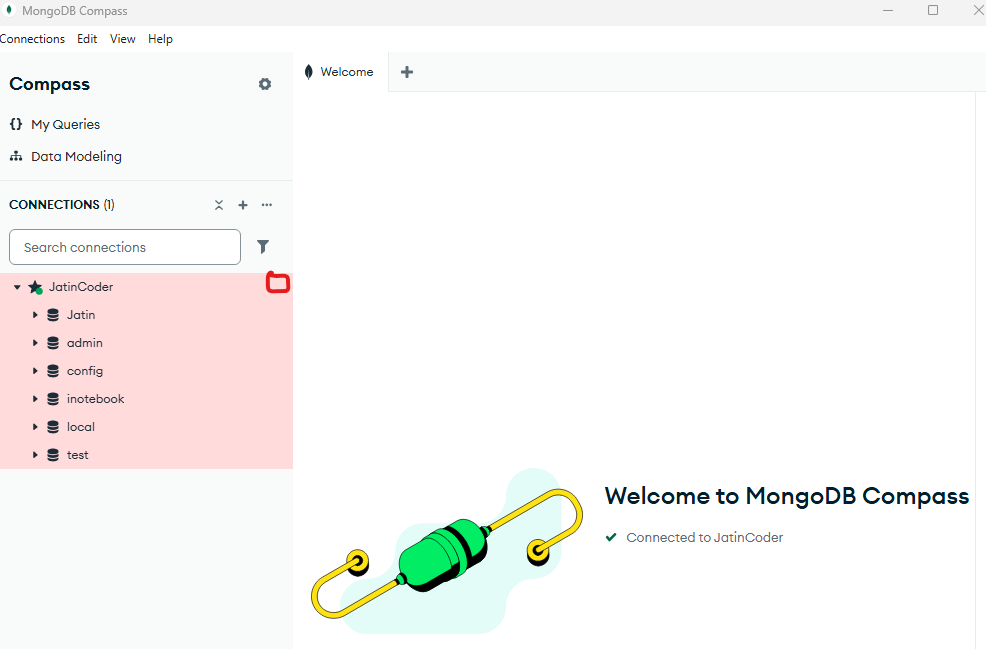 MongoDB Compass
Connections Edit View Help
Compass
Welcome
My Queries
Data Modeling
CONNECTIONS (1)
Search connections
JatinCoder
Jatin
admin
config
inotebook
local
test
Welcome to MongoDB Compass
Connected to JatinCoder